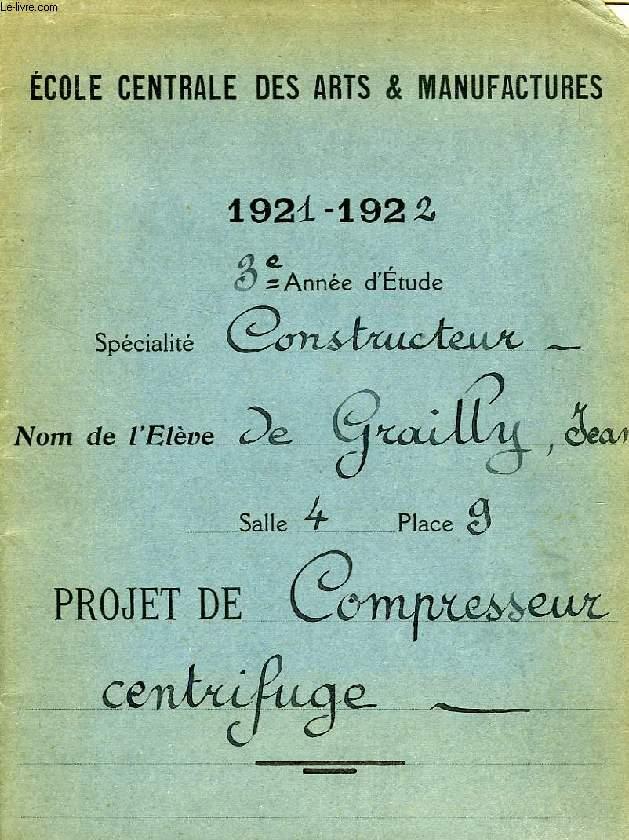 Le-livre.com
ÉCOLE CENTRALE DES ARTS & MANUFACTURES
1921-1922
3e Année d'Étude
Spécialité Constructeur —
Nom de l'Elève de Grailly, Jean
Salle 4 Place 9
PROJET DE Compresseur
centrifuge —